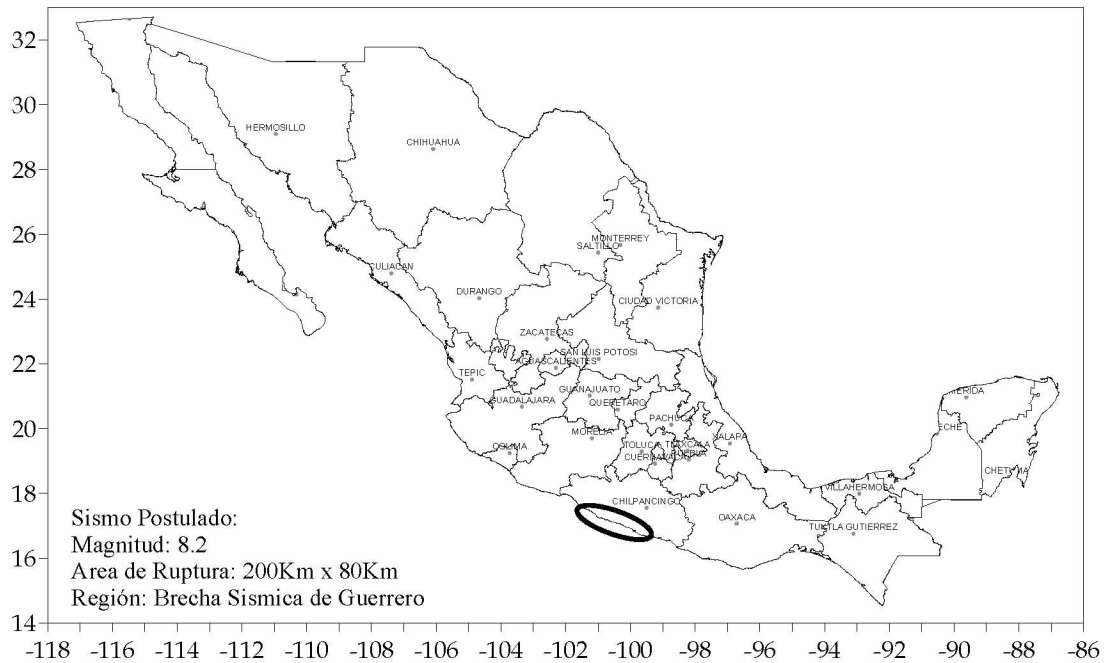 32
30
28
26
24
22
20
18
16
14
HERMOSILLO
CHIHUAHUA
MONTERREY
SALTILLO
CULIACAN
DURANGO
CIUDAD VICTORIA
ZACATECAS
SAN LUIS POTOSI
AGUASCALIENTES
TEPIC
GUANAJUATO
GUADALAJARA
QUERETARO
PACHUCA
MERIDA
MORELIA
COLIMA
TOLUCA
TLAXCALA
XALAPA
CUERNAVACA
PUEBLA
ECHE
CHETUMA
VILLAHERMOSA
CHILPANCINGO
OAXACA
TUXTLA GUTIERREZ
Sismo Postulado:
Magnitud: 8.2
Area de Ruptura: 200Km x 80Km
Región: Brecha Sismica de Guerrero
-118 -116 -114 -112 -110 -108 -106 -104 -102 -100 -98 -96 -94 -92 -90 -88 -86